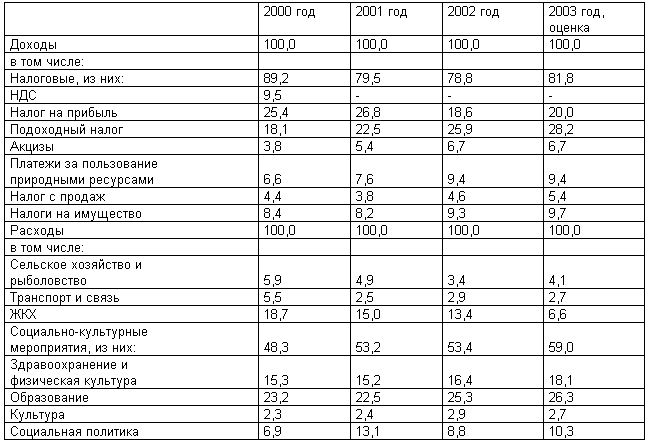 2000 год 2001 год 2002 год 2003 год,
оценка
Доходы 100,0 100,0 100,0 100,0
в том числе:
Налоговые, из них: 89,2 79,5 78,8 81,8
НДС 9,5 - - -
Налог на прибыль 25,4 26,8 18,6 20,0
Подоходный налог 18,1 22,5 25,9 28,2
Акцизы 3,8 5,4 6,7 6,7
Платежи за пользование
природными ресурсами 6,6 7,6 9,4 9,4
Налог с продаж 4,4 3,8 4,6 5,4
Налоги на имущество 8,4 8,2 9,3 9,7
Расходы 100,0 100,0 100,0 100,0
в том числе:
Сельское хозяйство и
рыболовство 5,9 4,9 3,4 4,1
Транспорт и связь 5,5 2,5 2,9 2,7
ЖКХ 18,7 15,0 13,4 6,6
Социально-культурные
мероприятия, из них: 48,3 53,2 53,4 59,0
Здравоохранение и
физическая культура 15,3 15,2 16,4 18,1
Образование 23,2 22,5 25,3 26,3
Культура 2,3 2,4 2,9 2,7
Социальная политика 6,9 13,1 8,8 10,3